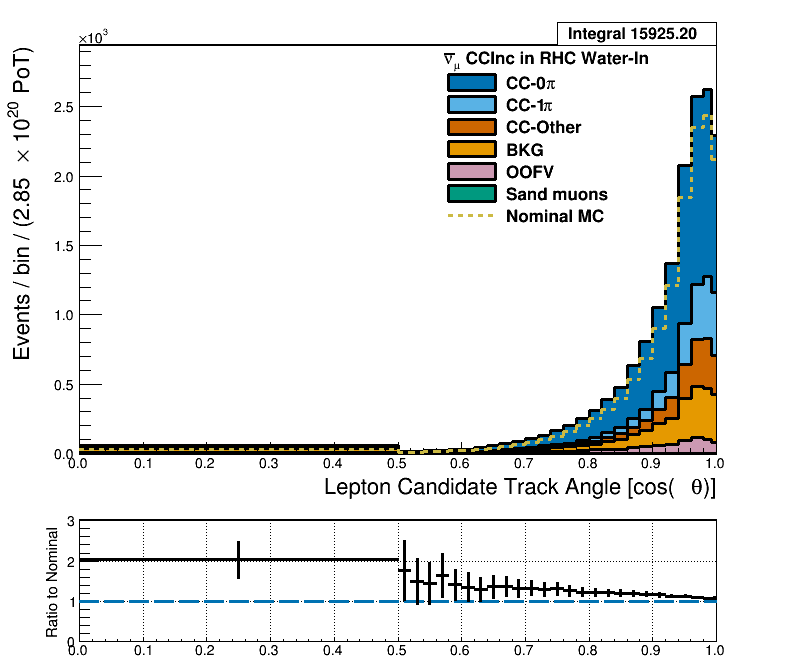 Integral 15925.20
×10³
ν̅μ CCInc in RHC Water-In
CC-0π
CC-1π
CC-Other
BKG
OOFV
Sand muons
Nominal MC
Events / bin / (2.85 × 10²⁰ PoT)
2.5
2.0
1.5
1.0
0.5
0.0
0.0 0.1 0.2 0.3 0.4 0.5 0.6 0.7 0.8 0.9 1.0
Lepton Candidate Track Angle [cos( θ)]
Ratio to Nominal
3
2
1
0
0.0 0.1 0.2 0.3 0.4 0.5 0.6 0.7 0.8 0.9 1.0